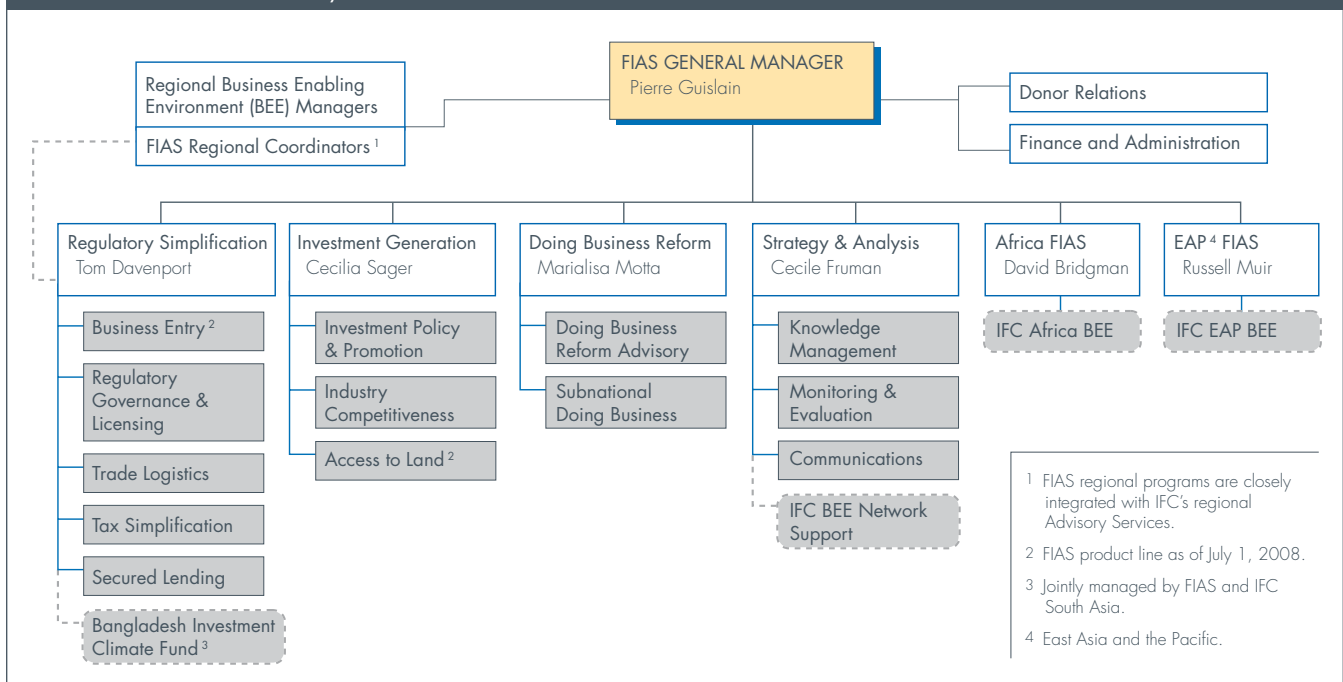 FIAS GENERAL MANAGER
Pierre Guislain
Regional Business Enabling
Environment (BEE) Managers
FIAS Regional Coordinators 1
Donor Relations
Finance and Administration
Regulatory Simplification
Tom Davenport
Business Entry 2
Regulatory
Governance &
Licensing
Trade Logistics
Tax Simplification
Secured Lending
Bangladesh Investment
Climate Fund 3
Investment Generation
Cecilia Sager
Investment Policy
& Promotion
Industry
Competitiveness
Access to Land 2
Doing Business Reform
Marialisa Motta
Doing Business
Reform Advisory
Subnational
Doing Business
Strategy & Analysis
Cecile Fruman
Knowledge
Management
Monitoring &
Evaluation
Communications
IFC BEE Network
Support
Africa FIAS
David Bridgman
IFC Africa BEE
EAP 4 FIAS
Russell Muir
IFC EAP BEE
1 FIAS regional programs are closely
integrated with IFC's regional
Advisory Services.
2 FIAS product line as of July 1, 2008.
3 Jointly managed by FIAS and IFC
South Asia.
4 East Asia and the Pacific.